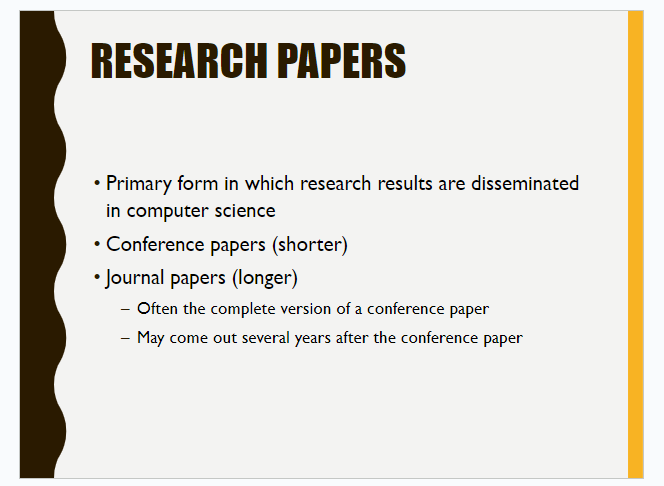 RESEARCH PAPERS
• Primary form in which research results are disseminated
in computer science
• Conference papers (shorter)
• Journal papers (longer)
– Often the complete version of a conference paper
– May come out several years after the conference paper